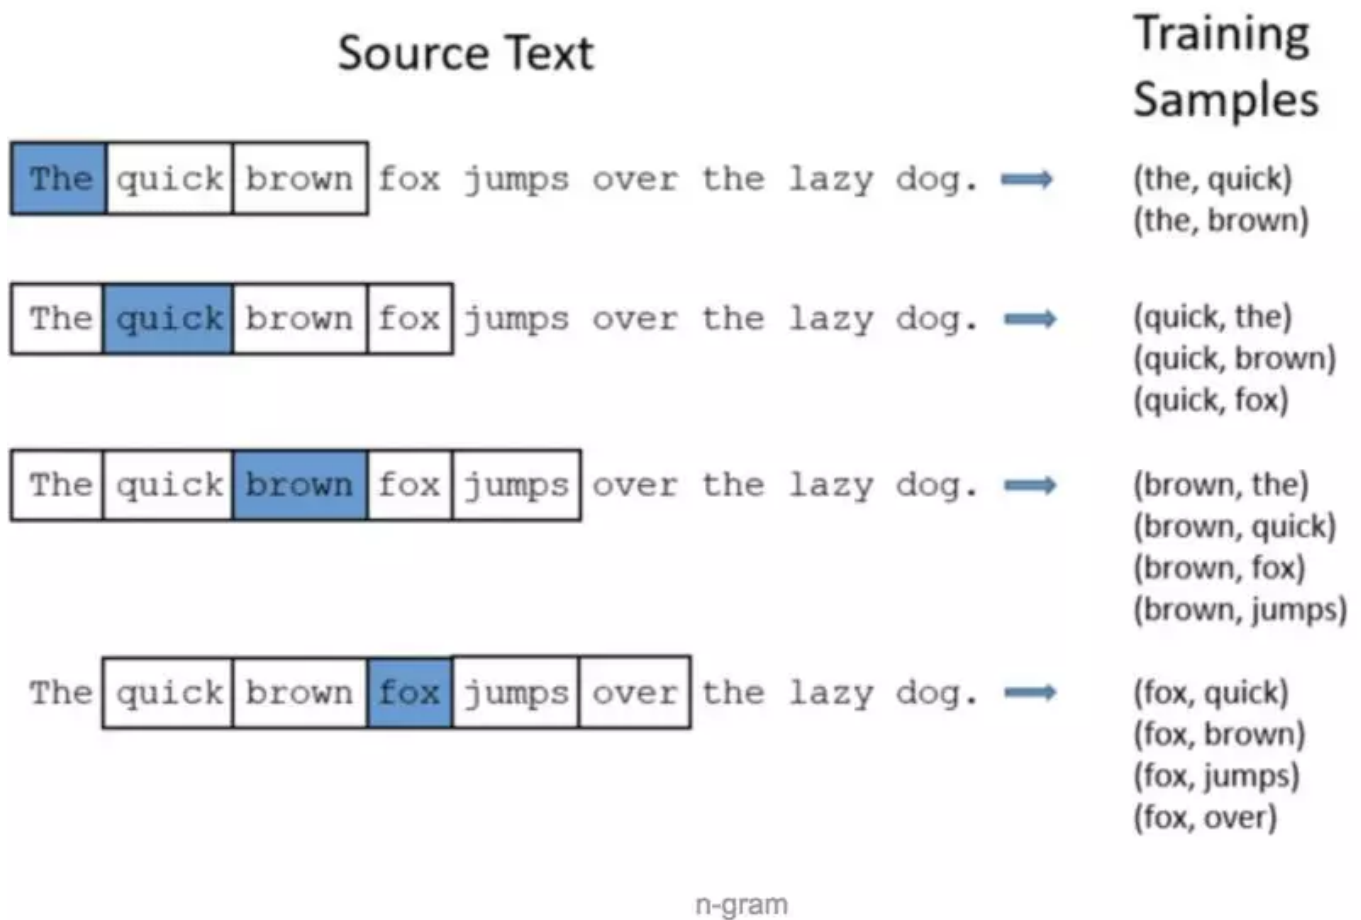 Source Text
Training
Samples
The quick brown fox jumps over the lazy dog.
(the, quick)
(the, brown)
The quick brown fox jumps over the lazy dog.
(quick, the)
(quick, brown)
(quick, fox)
The quick brown fox jumps over the lazy dog.
(brown, the)
(brown, quick)
(brown, fox)
(brown, jumps)
The quick brown fox jumps over the lazy dog.
(fox, quick)
(fox, brown)
(fox, jumps)
(fox, over)
n-gram